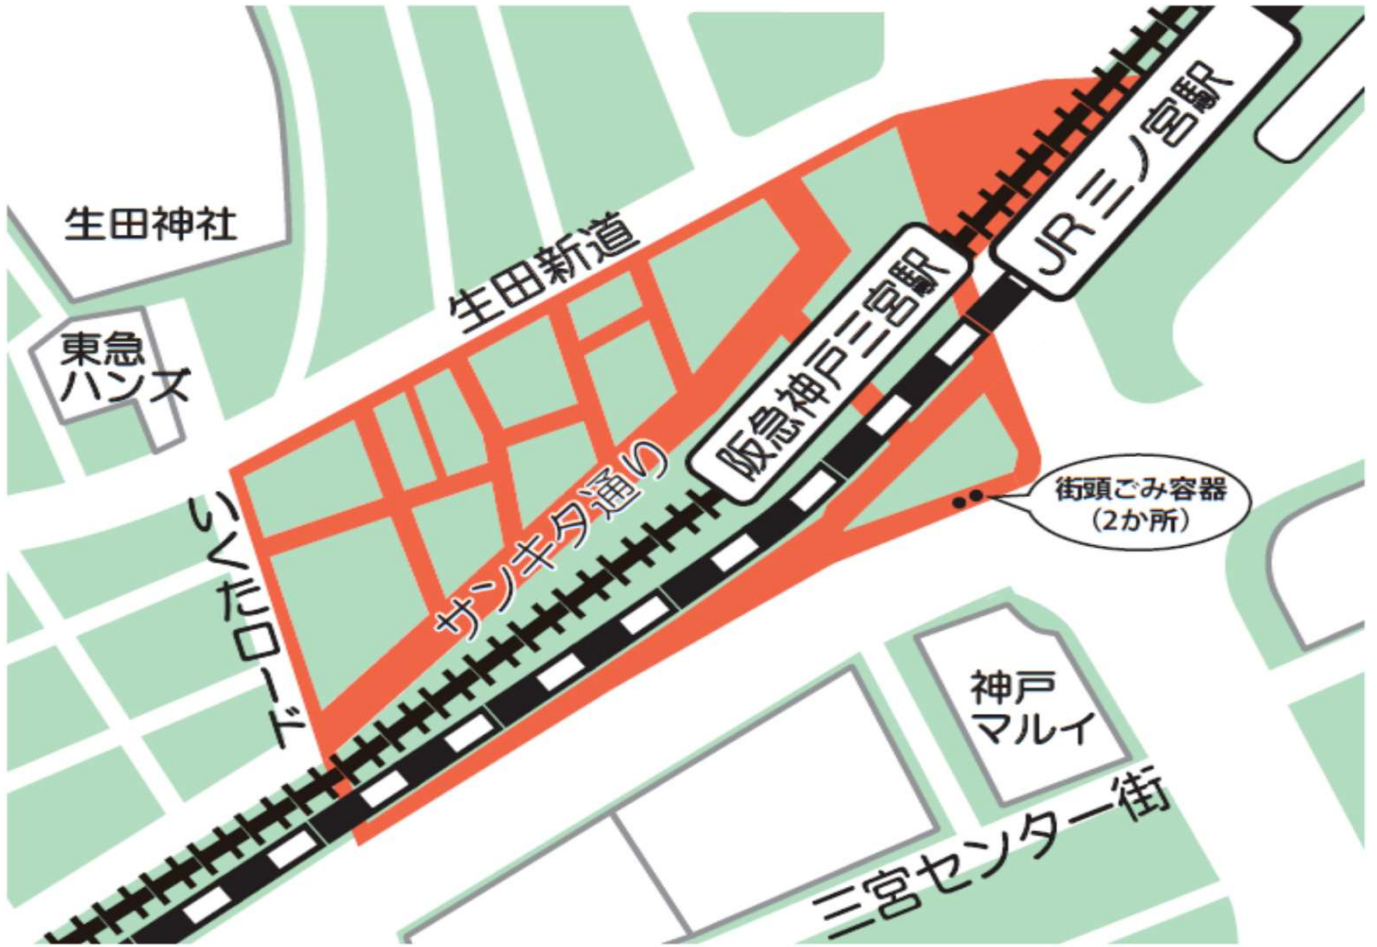 JR 三ノ宮駅
生田神社
生田新道
阪急神戸三宮駅
東急
ハンズ
サンキタ通り
いくたロード
街頭ごみ容器
(2か所)
神戸
マルイ
三宮センター街